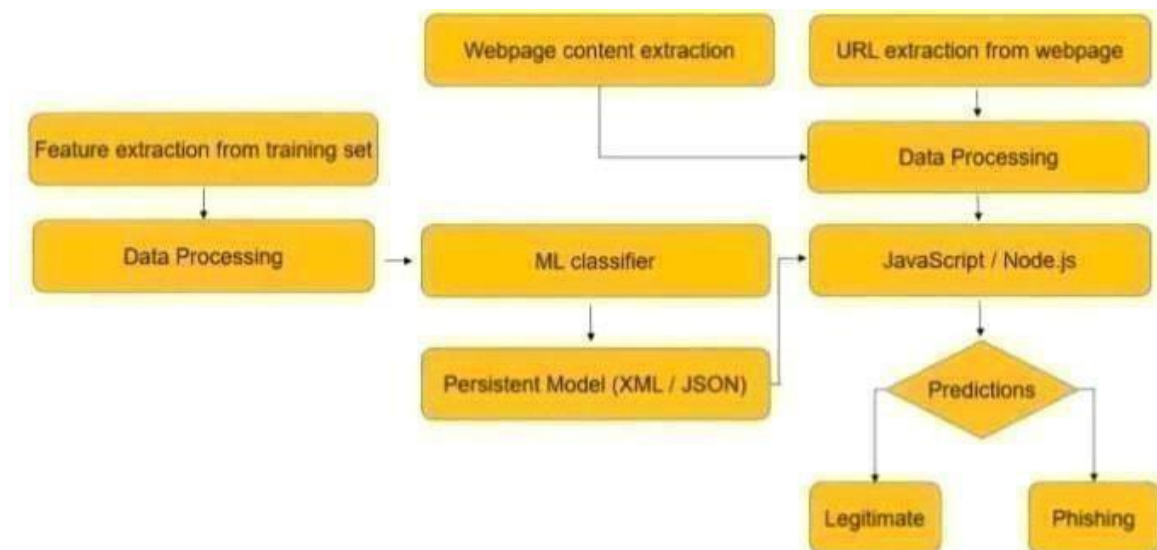 Webpage content extraction
URL extraction from webpage
Feature extraction from training set
Data Processing
Data Processing
ML classifier
JavaScript / Node.js
Persistent Model (XML / JSON)
Predictions
Legitimate
Phishing